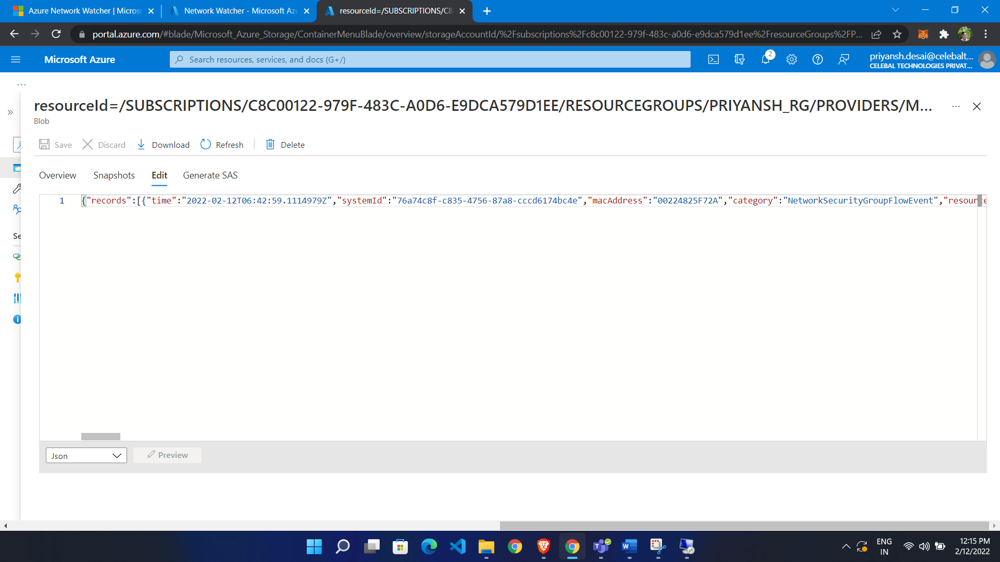 Azure Network Watcher | Micros
Network Watcher - Microsoft Az
resourceId=/SUBSCRIPTIONS/C8
portal.azure.com/#blade/Microsoft_Azure_Storage/ContainerMenuBlade/overview/storageAccountId/%2Fsubscriptions%2Fc8c00122-979f-483c-a0d6-e9dca579d1ee%2FresourceGroups%2FP...
Microsoft Azure
Search resources, services, and docs (G+/)
2
priyansh.desai@celebalt...
CELEBAL TECHNOLOGIES PRIVAT...
...
resourceId=/SUBSCRIPTIONS/C8C00122-979F-483C-A0D6-E9DCA579D1EE/RESOURCEGROUPS/PRIYANSH_RG/PROVIDERS/M...
Blob
Save
Discard
Download
Refresh
Delete
Overview
Snapshots
Edit
Generate SAS
1
{"records":[{"time":"2022-02-12T06:42:59.1114979Z","systemId":"76a74c8f-c835-4756-87a8-cccd6174bc4e","macAddress":"00224825F72A","category":"NetworkSecurityGroupFlowEvent","resource
Se
Json
Preview
ENG
IN
12:15 PM
2/12/2022